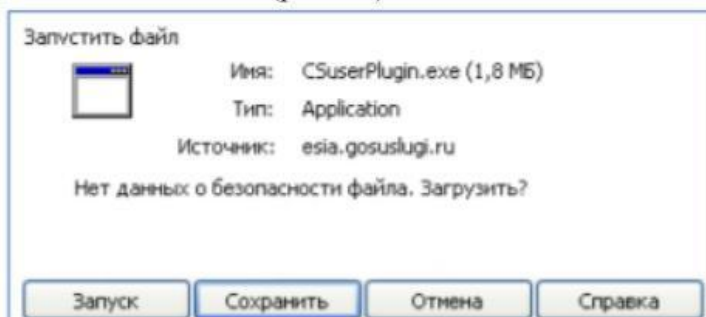 Запустить файл
Имя: CSuserPlugin.exe (1,8 МБ)
Тип: Application
Источник: esia.gosuslugi.ru
Нет данных о безопасности файла. Загрузить?
Запуск Сохранить Отмена Справка